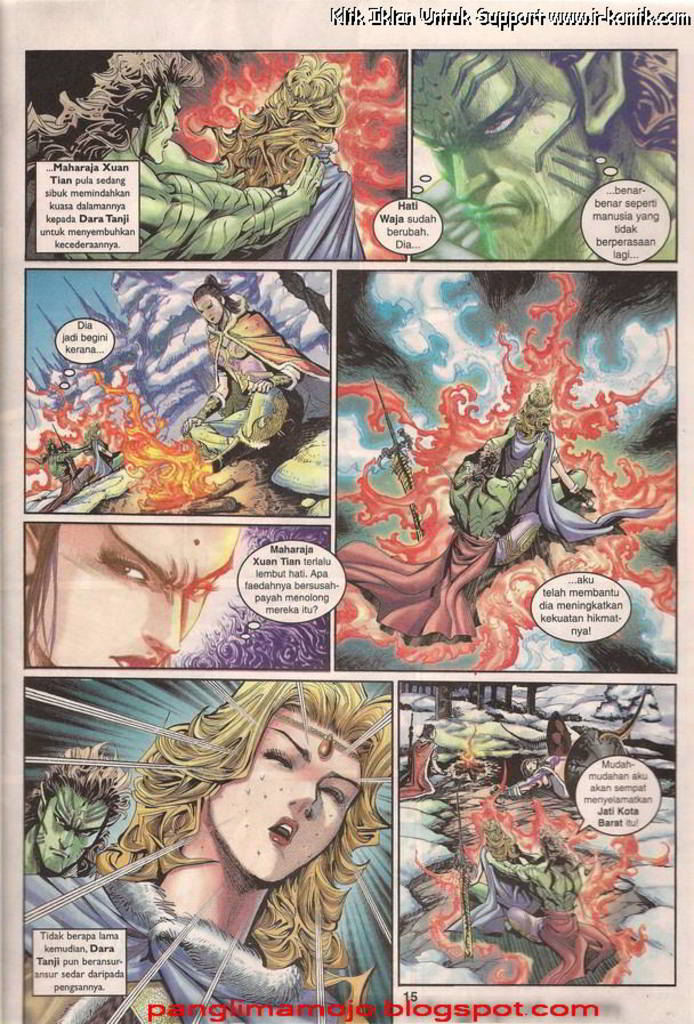 Klik Iklan Untuk Support www.i-komik.com
...Maharaja Xuan
Tian pula sedang
sibuk memindahkan
kuasa dalamannya
kepada Dara Tanji
untuk menyembuhkan
kecederaannya.
Hati
Waja sudah
berubah.
Dia...
...benar-
benar seperti
manusia yang
tidak
berperasaan
lagi...
Dia
jadi begini
kerana...
...aku
telah membantu
dia meningkatkan
kekuatan hikmat-
nya!
Maharaja
Xuan Tian terlalu
lembut hati. Apa
faedahnya bersusah-
payah menolong
mereka itu?
Tidak berapa lama
kemudian, Dara
Tanji pun beransur-
ansur sedar daripada
pengsannya.
Mudah-
mudahan aku
akan sempat
menyelamatkan
Jati Kota
Barat itu!
15
panglimamojo.blogspot.com